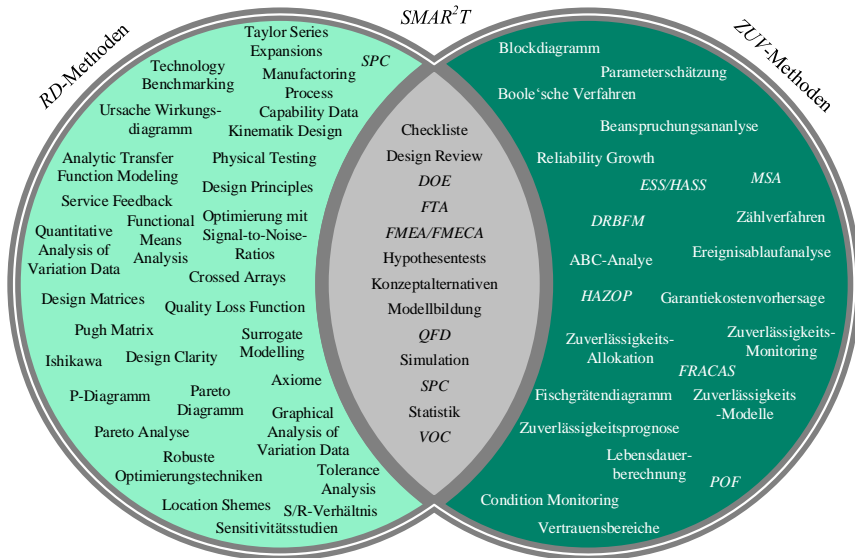 SMAR²T
RD-Methoden
ZUV-Methoden
Taylor Series
Expansions
SPC
Technology
Benchmarking
Manufactoring
Process
Capability Data
Ursache Wirkungs-
diagramm
Kinematik Design
Analytic Transfer
Function Modeling
Physical Testing
Design Principles
Service Feedback
Quantitative
Analysis of
Variation Data
Functional
Means
Analysis
Optimierung mit
Signal-to-Noise-
Ratios
Crossed Arrays
Design Matrices
Quality Loss Function
Pugh Matrix
Surrogate
Modelling
Ishikawa
Design Clarity
Axiome
P-Diagramm
Pareto
Diagramm
Graphical
Analysis of
Variation Data
Pareto Analyse
Robuste
Optimierungstechniken
Tolerance
Analysis
Location Shemes
S/R-Verhältnis
Sensitivitätsstudien
Checkliste
Design Review
DOE
FTA
FMEA/FMECA
Hypothesentests
Konzeptalternativen
Modellbildung
QFD
Simulation
SPC
Statistik
VOC
Blockdiagramm
Parameterschätzung
Boole‘sche Verfahren
Beanspruchungsananlyse
Reliability Growth
ESS/HASS
MSA
DRBFM
Zählverfahren
ABC-Analye
Ereignisablaufanalyse
HAZOP
Garantiekostenvorhersage
Zuverlässigkeits-
Allokation
Zuverlässigkeits-
Monitoring
FRACAS
Fischgrätendiagramm
Zuverlässigkeits
-Modelle
Zuverlässigkeitsprognose
Lebensdauer-
berechnung
POF
Condition Monitoring
Vertrauensbereiche